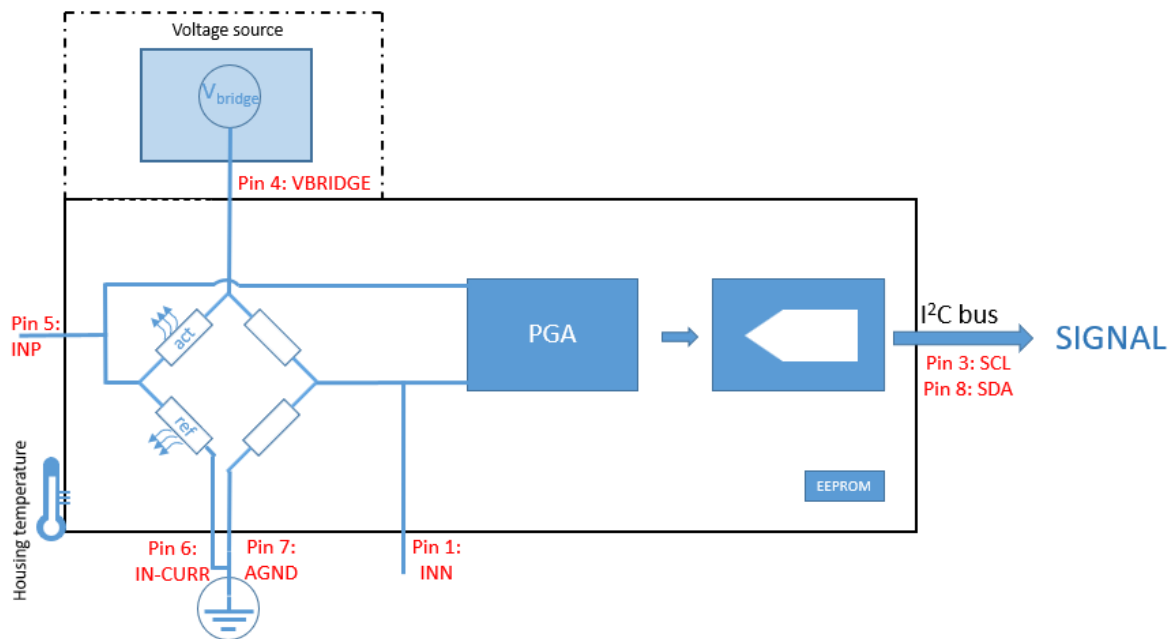 Voltage source
Vbridge
Pin 4: VBRIDGE
Pin 5:
INP
act
ref
PGA
I²C bus
SIGNAL
Pin 3: SCL
Pin 8: SDA
EEPROM
Housing temperature
Pin 6:
IN-CURR
Pin 7:
AGND
Pin 1:
INN